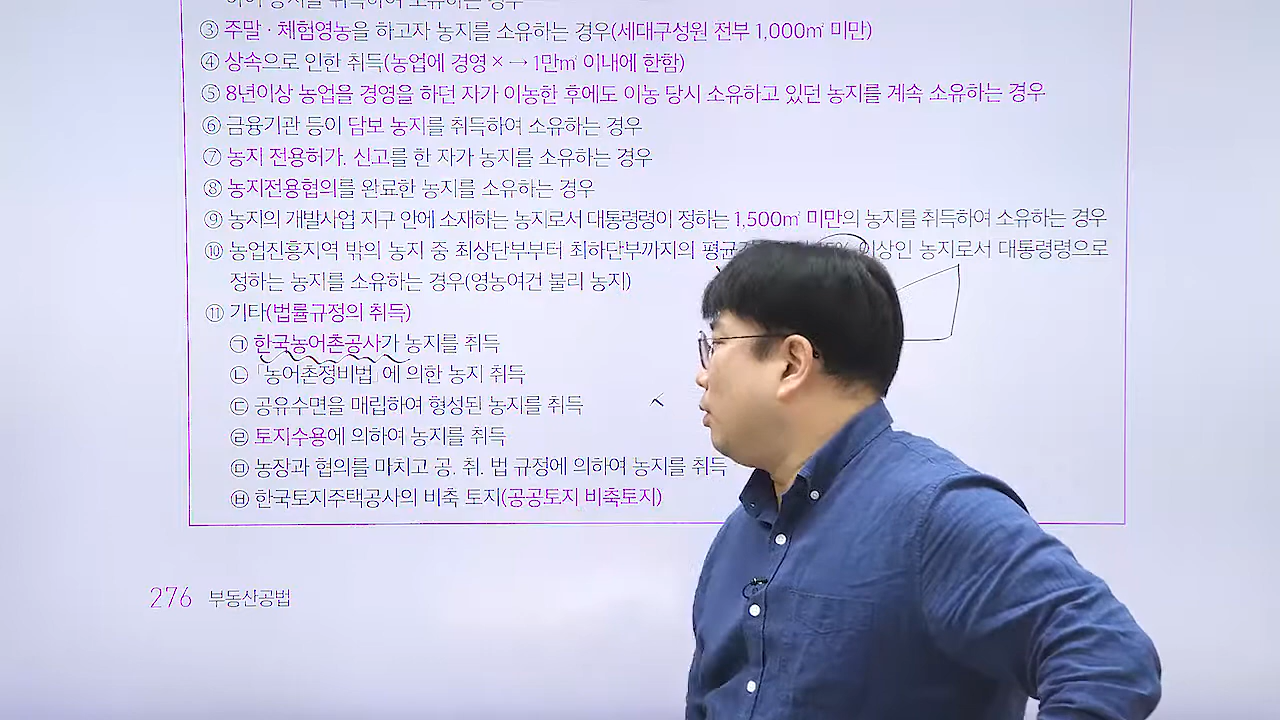 ③ 주말·체험영농을 하고자 농지를 소유하는 경우(세대구성원 전부 1,000㎡ 미만)
④ 상속으로 인한 취득(농업에 경영 × → 1만㎡ 이내에 한함)
⑤ 8년이상 농업을 경영을 하던 자가 이농한 후에도 이농 당시 소유하고 있던 농지를 계속 소유하는 경우
⑥ 금융기관 등이 담보 농지를 취득하여 소유하는 경우
⑦ 농지 전용허가. 신고를 한 자가 농지를 소유하는 경우
⑧ 농지전용협의를 완료한 농지를 소유하는 경우
⑨ 농지의 개발사업 지구 안에 소재하는 농지로서 대통령령이 정하는 1,500㎡ 미만의 농지를 취득하여 소유하는 경우
⑩ 농업진흥지역 밖의 농지 중 최상단부부터 최하단부까지의 평균 이상인 농지로서 대통령령으로
정하는 농지를 소유하는 경우(영농여건 불리 농지)
⑪ 기타(법률규정의 취득)
㉠ 한국농어촌공사가 농지를 취득
㉡ 「농어촌정비법」에 의한 농지 취득
㉢ 공유수면을 매립하여 형성된 농지를 취득
㉣ 토지수용에 의하여 농지를 취득
㉤ 농장과 협의를 마치고 공. 취. 법 규정에 의하여 농지를 취득
㉥ 한국토지주택공사의 비축 토지(공공토지 비축토지)
276 부동산공법